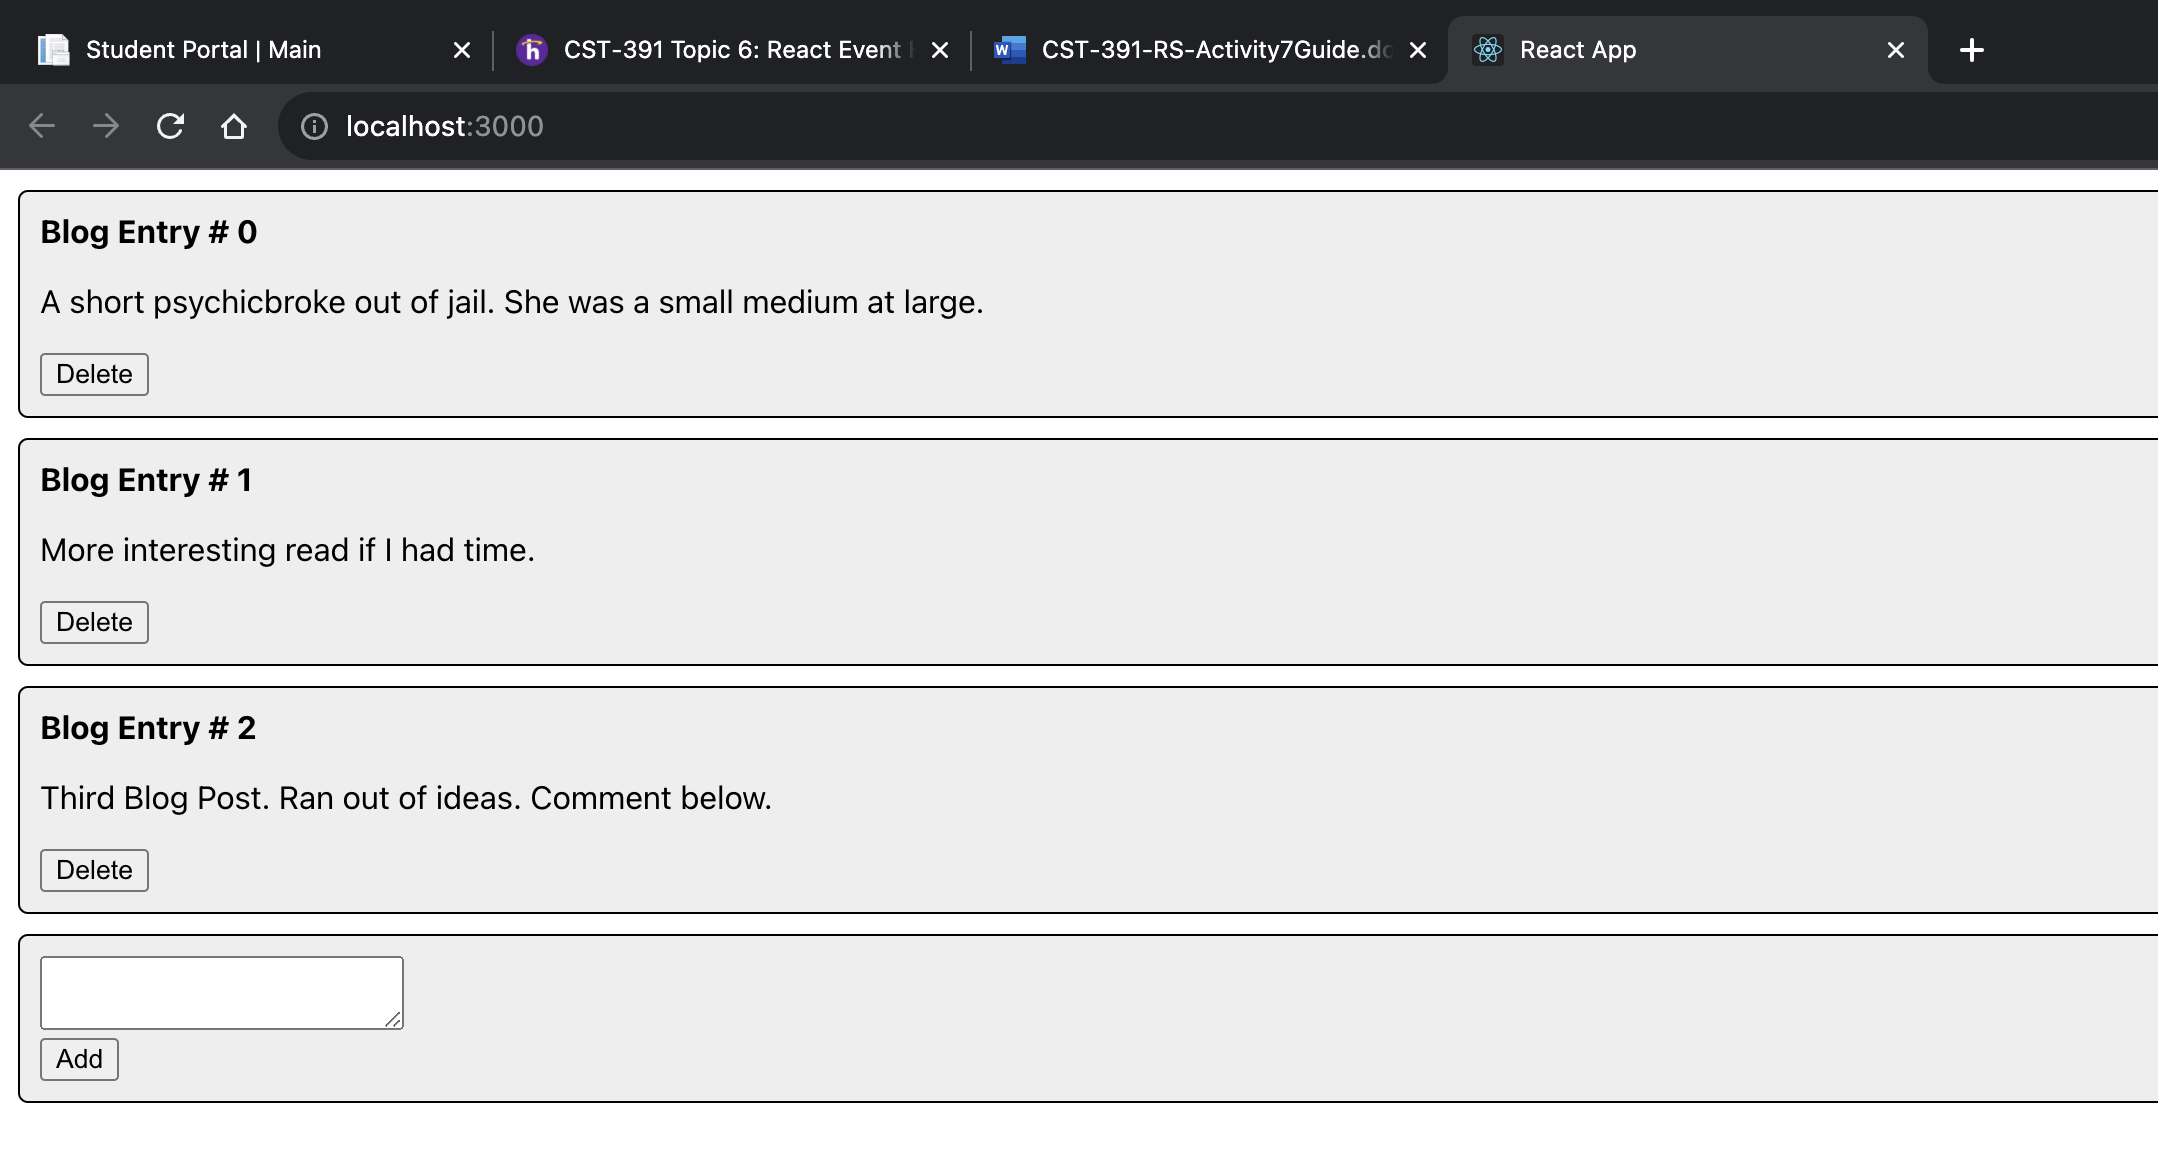 Student Portal | Main
CST-391 Topic 6: React Event
CST-391-RS-Activity7Guide.do
React App
localhost:3000
Blog Entry # 0
A short psychicbroke out of jail. She was a small medium at large.
Delete
Blog Entry # 1
More interesting read if I had time.
Delete
Blog Entry # 2
Third Blog Post. Ran out of ideas. Comment below.
Delete
Add